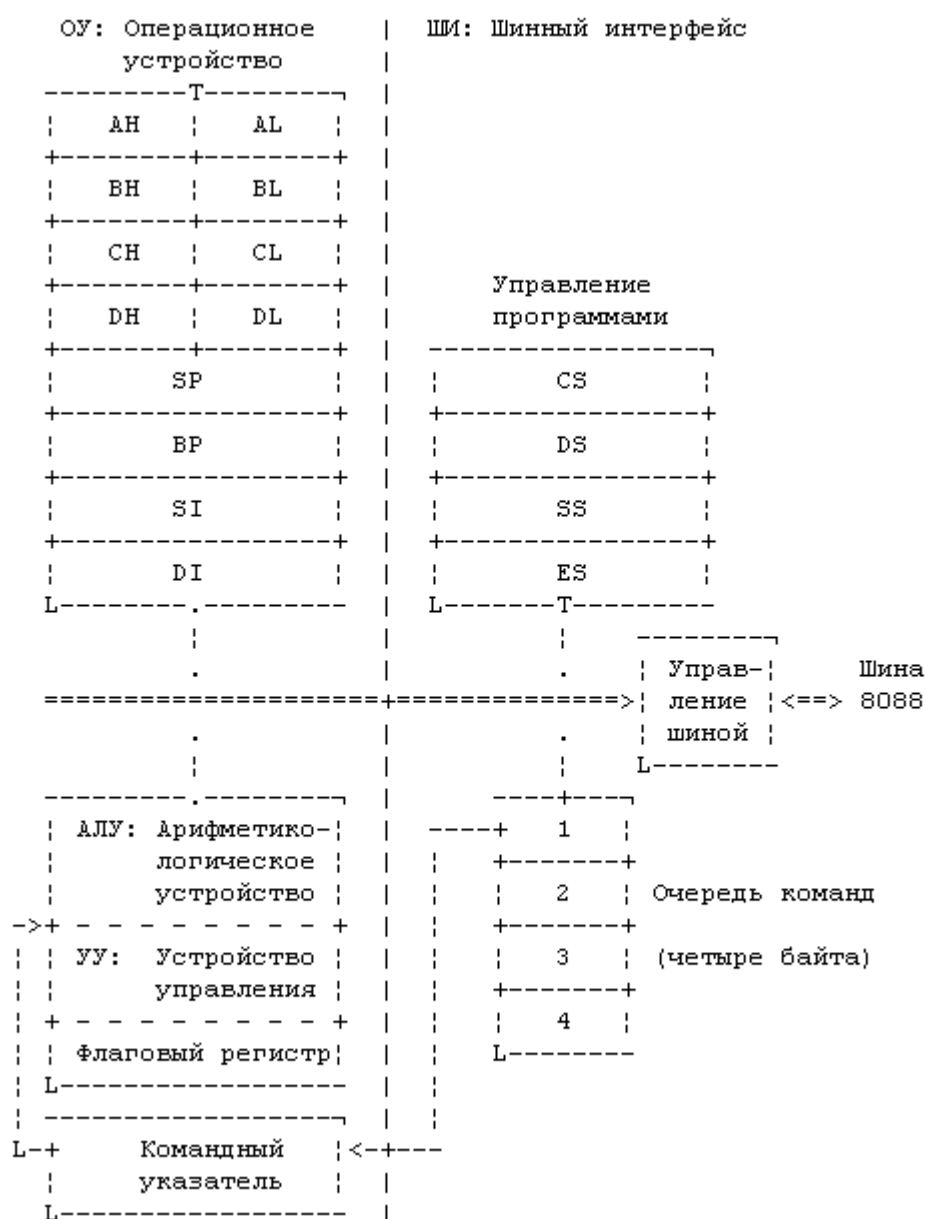 ОУ: Операционное | ШИ: Шинный интерфейс
устройство
AH AL
BH BL
CH CL
Управление
DH DL программами
SP CS
BP DS
SI SS
DI ES
Управ- Шина
ление <==> 8088
шиной
АЛУ: Арифметико- 1
логическое
устройство 2 Очередь команд
УУ: Устройство 3 (четыре байта)
управления
4
Флаговый регистр
Командный
указатель